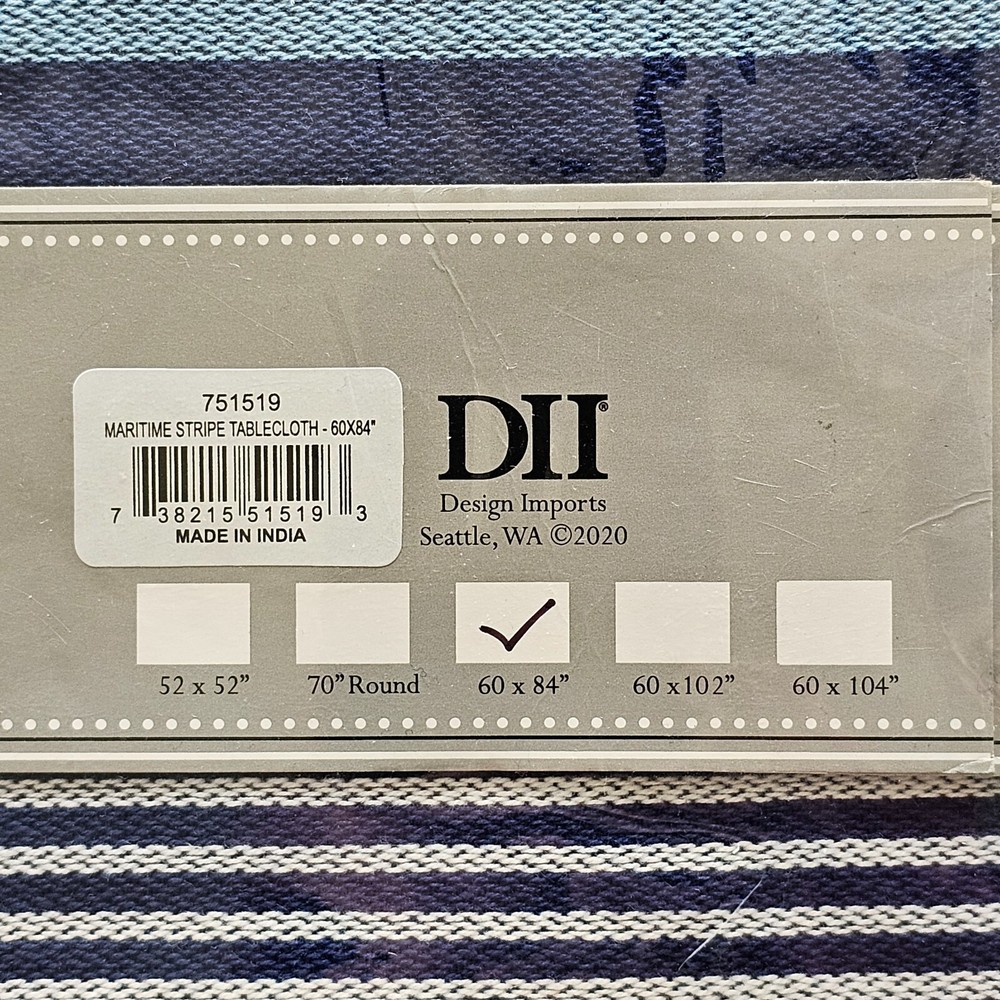 751519
MARITIME STRIPE TABLECLOTH - 60X84"
7 38215 51519 3
MADE IN INDIA
DII®
Design Imports
Seattle, WA ©2020
52 x 52”
70” Round
60 x 84”
60 x 102”
60 x 104”